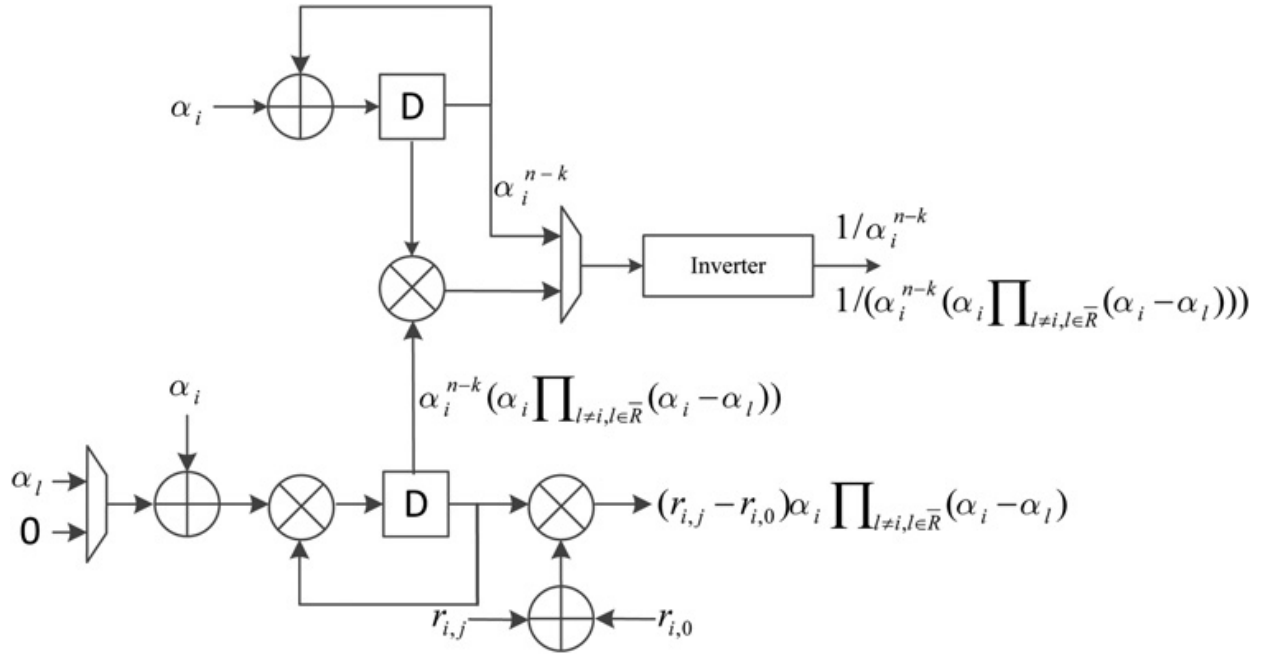 α_i
D
α_i^{n-k}
Inverter
1/α_i^{n-k}
1/(α_i^{n-k}(α_i∏_{l≠i,l∈R̅}(α_i−α_l)))
α_i^{n-k}(α_i∏_{l≠i,l∈R̅}(α_i−α_l))
α_i
α_l
0
D
(r_{i,j}−r_{i,0})α_i∏_{l≠i,l∈R̅}(α_i−α_l)
r_{i,j}
r_{i,0}